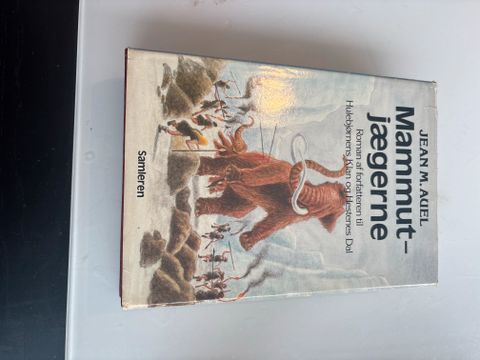 JEAN M. AUEL
Mammut-
jægerne
Roman af forfatteren til
Hulebjørnens Klan og Hestenes Dal
Samleren